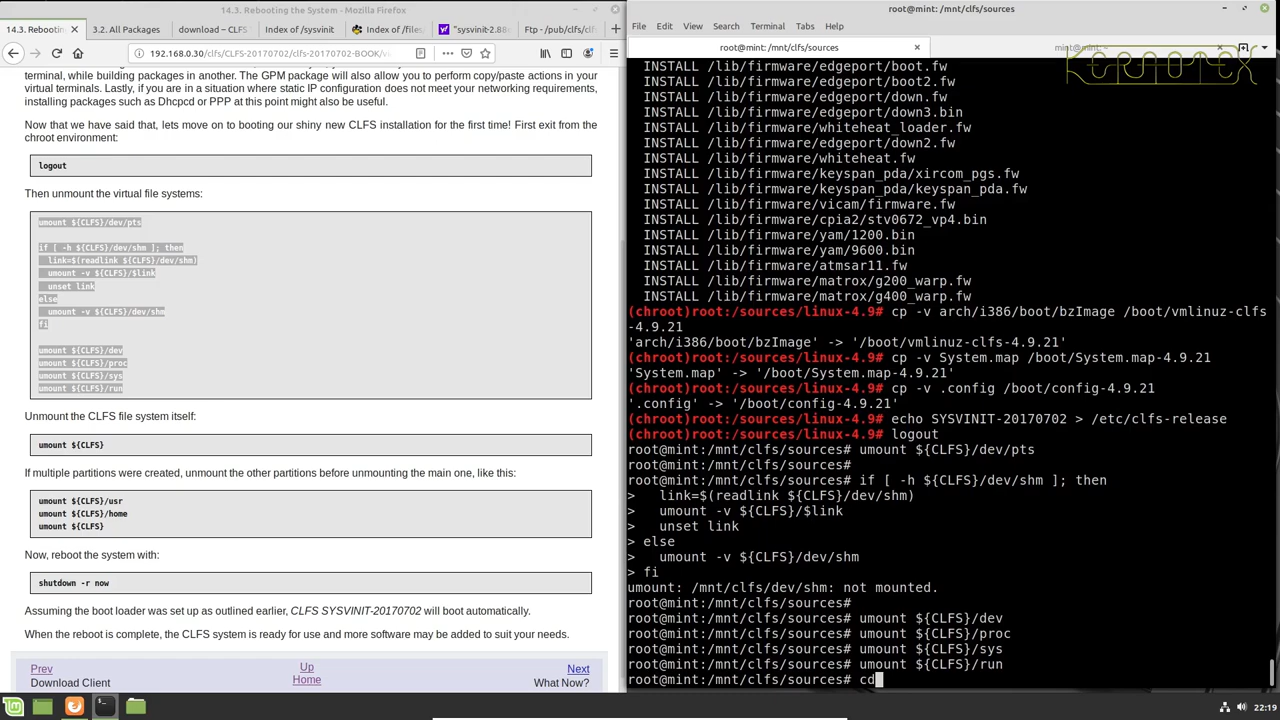 14.3. Rebooting the System - Mozilla Firefox
14.3. Rebootin
3.2. All Packages
download – CLFS
Index of /sysvinit
Index of /files/
"sysvinit-2.88d
Ftp - /pub/clfs/c
192.168.0.30/clfs/CLFS-20170702/clfs-20170702-BOOK/v
terminal, while building packages in another. The GPM package will also allow you to perform copy/paste actions in your
virtual terminals. Lastly, if you are in a situation where static IP configuration does not meet your networking requirements,
installing packages such as Dhcpcd or PPP at this point might also be useful.
Now that we have said that, lets move on to booting our shiny new CLFS installation for the first time! First exit from the
chroot environment:
logout
Then unmount the virtual file systems:
umount ${CLFS}/dev/pts
if [ -h ${CLFS}/dev/shm ]; then
link=$(readlink ${CLFS}/dev/shm)
umount -v ${CLFS}/$link
unset link
else
umount -v ${CLFS}/dev/shm
fi
umount ${CLFS}/dev
umount ${CLFS}/proc
umount ${CLFS}/sys
umount ${CLFS}/run
Unmount the CLFS file system itself:
umount ${CLFS}
If multiple partitions were created, unmount the other partitions before unmounting the main one, like this:
umount ${CLFS}/usr
umount ${CLFS}/home
umount ${CLFS}
Now, reboot the system with:
shutdown -r now
Assuming the boot loader was set up as outlined earlier, CLFS SYSVINIT-20170702 will boot automatically.
When the reboot is complete, the CLFS system is ready for use and more software may be added to suit your needs.
Prev
Up
Next
Download Client
Home
What Now?
root@mint: /mnt/clfs/sources
File Edit View Search Terminal Tabs Help
root@mint: /mnt/clfs/sources
root@mint: ~
INSTALL /lib/firmware/edgeport/boot.fw
INSTALL /lib/firmware/edgeport/boot2.fw
INSTALL /lib/firmware/edgeport/down.fw
INSTALL /lib/firmware/edgeport/down3.bin
INSTALL /lib/firmware/whiteheat_loader.fw
INSTALL /lib/firmware/edgeport/down2.fw
INSTALL /lib/firmware/whiteheat.fw
INSTALL /lib/firmware/keyspan_pda/xircom_pgs.fw
INSTALL /lib/firmware/keyspan_pda/keyspan_pda.fw
INSTALL /lib/firmware/vicam/firmware.fw
INSTALL /lib/firmware/cpia2/stv0672_vp4.bin
INSTALL /lib/firmware/yam/1200.bin
INSTALL /lib/firmware/yam/9600.bin
INSTALL /lib/firmware/atmsar11.fw
INSTALL /lib/firmware/matrox/g200_warp.fw
INSTALL /lib/firmware/matrox/g400_warp.fw
(chroot)root:/sources/linux-4.9# cp -v arch/i386/boot/bzImage /boot/vmlinuz-clfs
-4.9.21
'arch/i386/boot/bzImage' -> '/boot/vmlinuz-clfs-4.9.21'
(chroot)root:/sources/linux-4.9# cp -v System.map /boot/System.map-4.9.21
'System.map' -> '/boot/System.map-4.9.21'
(chroot)root:/sources/linux-4.9# cp -v .config /boot/config-4.9.21
'.config' -> '/boot/config-4.9.21'
(chroot)root:/sources/linux-4.9# echo SYSVINIT-20170702 > /etc/clfs-release
(chroot)root:/sources/linux-4.9# logout
root@mint:/mnt/clfs/sources# umount ${CLFS}/dev/pts
root@mint:/mnt/clfs/sources#
root@mint:/mnt/clfs/sources# if [ -h ${CLFS}/dev/shm ]; then
> link=$(readlink ${CLFS}/dev/shm)
> umount -v ${CLFS}/$link
> unset link
> else
> umount -v ${CLFS}/dev/shm
> fi
umount: /mnt/clfs/dev/shm: not mounted.
root@mint:/mnt/clfs/sources#
root@mint:/mnt/clfs/sources# umount ${CLFS}/dev
root@mint:/mnt/clfs/sources# umount ${CLFS}/proc
root@mint:/mnt/clfs/sources# umount ${CLFS}/sys
root@mint:/mnt/clfs/sources# umount ${CLFS}/run
root@mint:/mnt/clfs/sources# cd
22:19